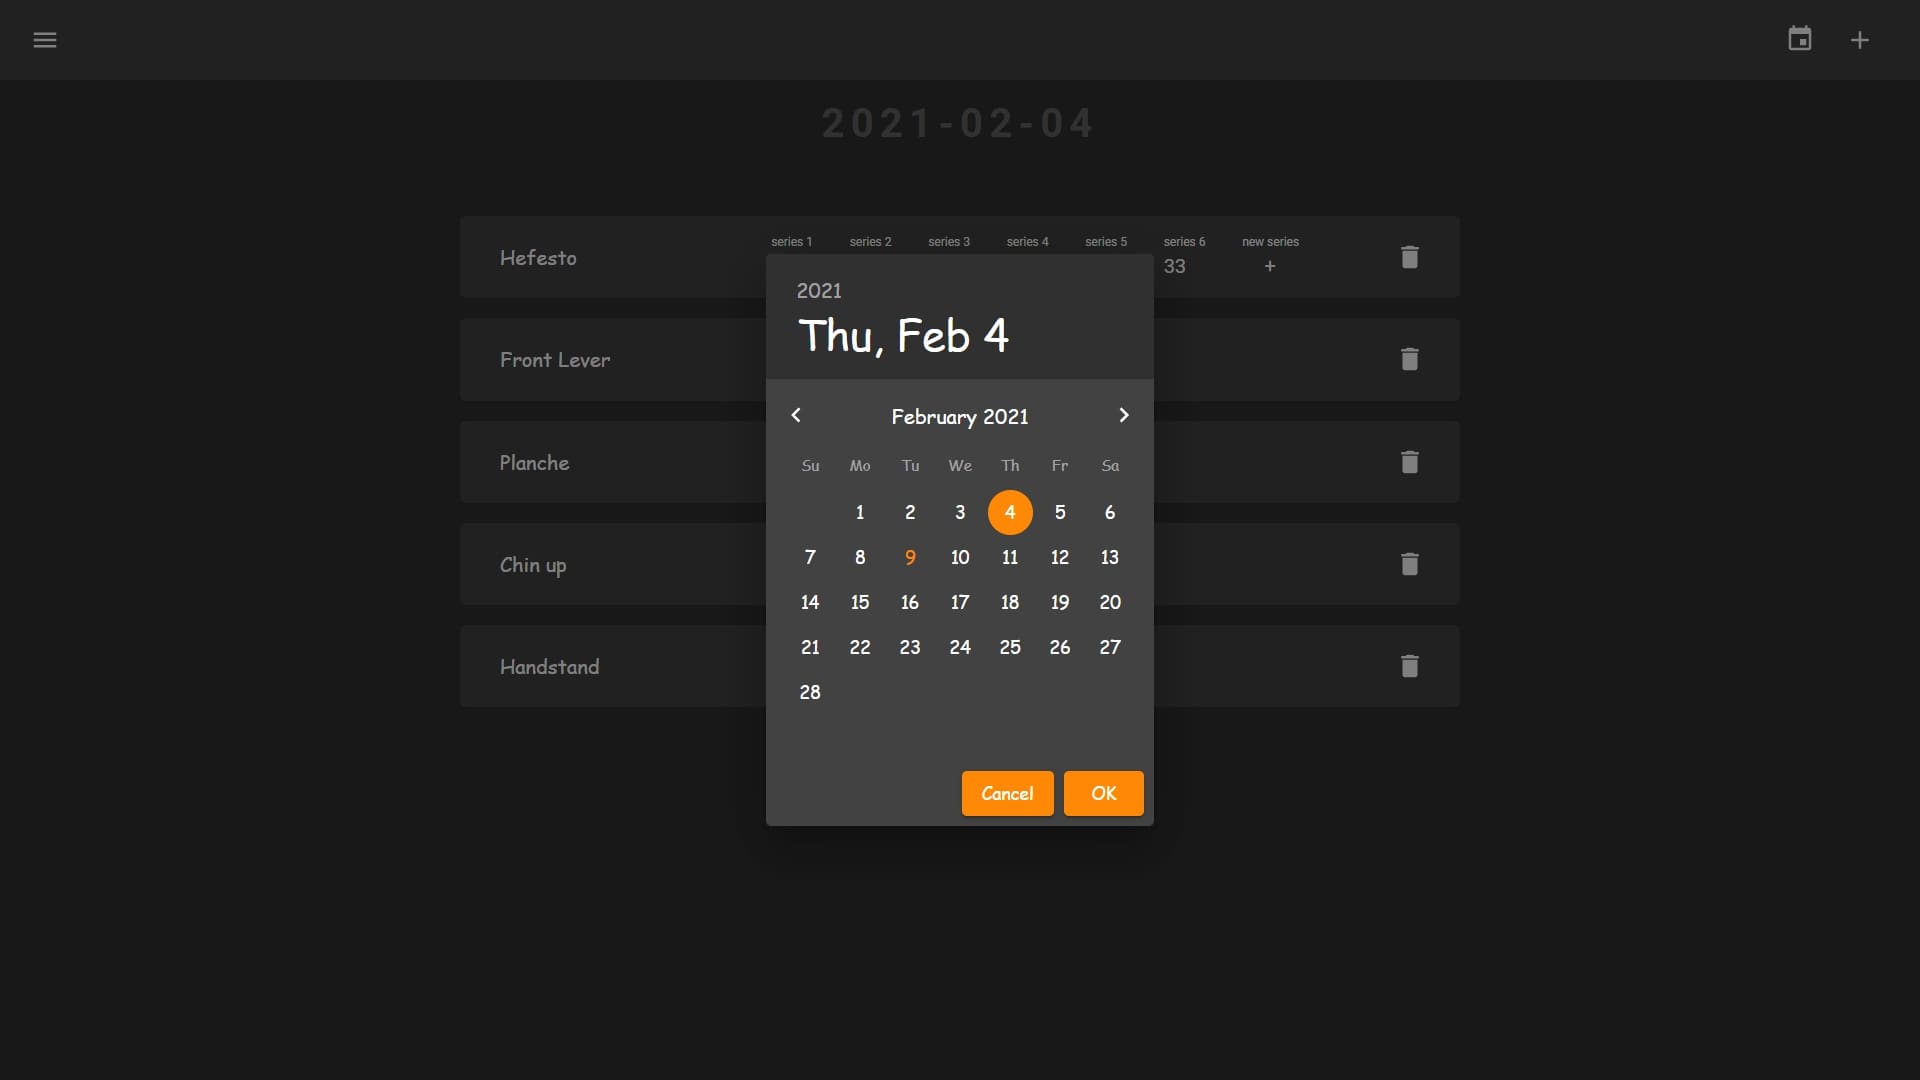 2021-02-04
Hefesto
series 1 series 2 series 3 series 4 series 5 series 6 new series
33 +
2021
Thu, Feb 4
Front Lever
February 2021
Planche
Su Mo Tu We Th Fr Sa
1 2 3 4 5 6
7 8 9 10 11 12 13
Chin up
14 15 16 17 18 19 20
21 22 23 24 25 26 27
Handstand
28
Cancel OK